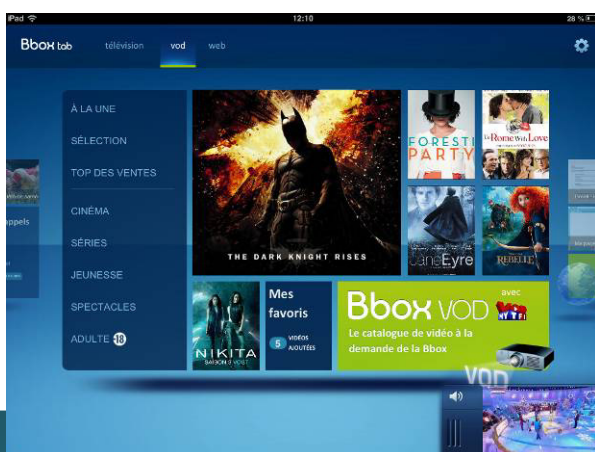 iPad
12:10
28 %
Bbox tab
télévision
vod
web
À LA UNE
SÉLECTION
TOP DES VENTES
CINÉMA
SÉRIES
JEUNESSE
SPECTACLES
ADULTE -18
THE DARK KNIGHT RISES
FORESTI
PARTY
To Rome With Love
Jane Eyre
REBELLE
NIKITA
Mes
favoris
5 VIDÉOS
AJOUTÉES
Bbox VOD
avec
MYTF1
Le catalogue de vidéo à la
demande de la Bbox
VOD
appels